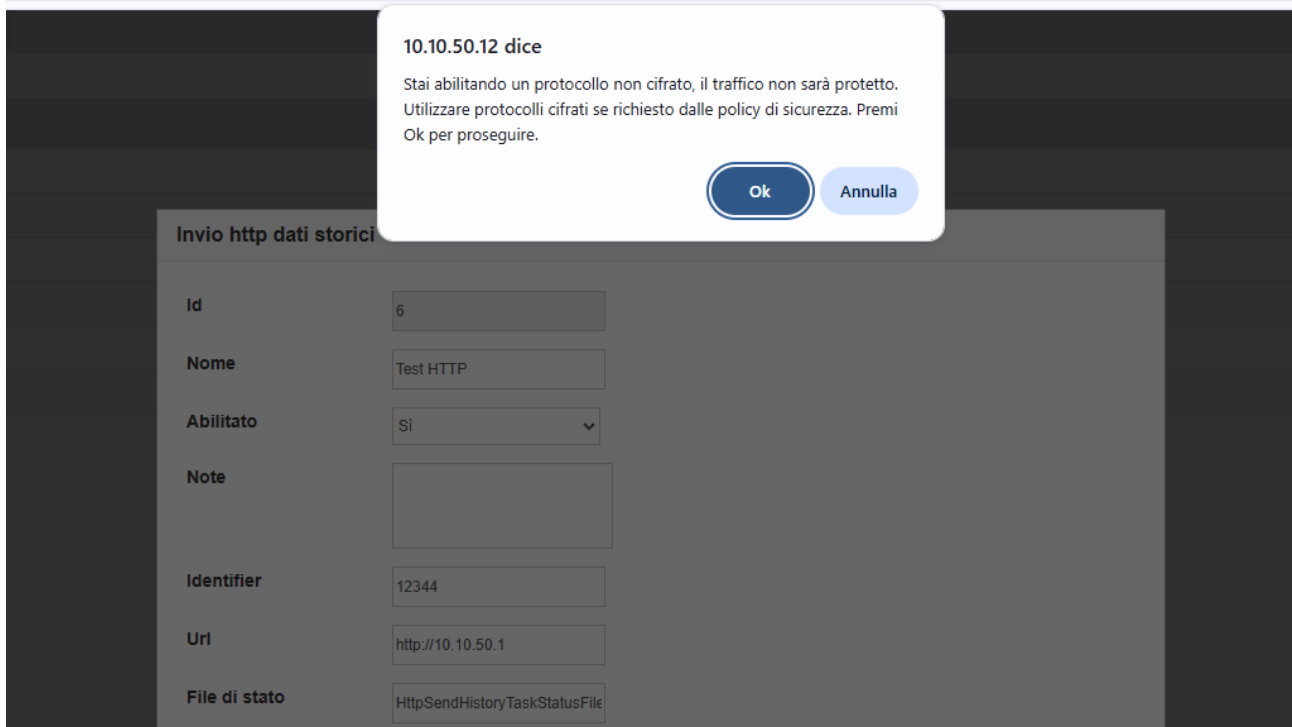 10.10.50.12 dice
Stai abilitando un protocollo non cifrato, il traffico non sarà protetto.
Utilizzare protocolli cifrati se richiesto dalle policy di sicurezza. Premi
Ok per proseguire.
Ok
Annulla
Invio http dati storici
Id
6
Nome
Test HTTP
Abilitato
Sì
Note
Identifier
12344
Url
http://10.10.50.1
File di stato
HttpSendHistoryTaskStatusFile